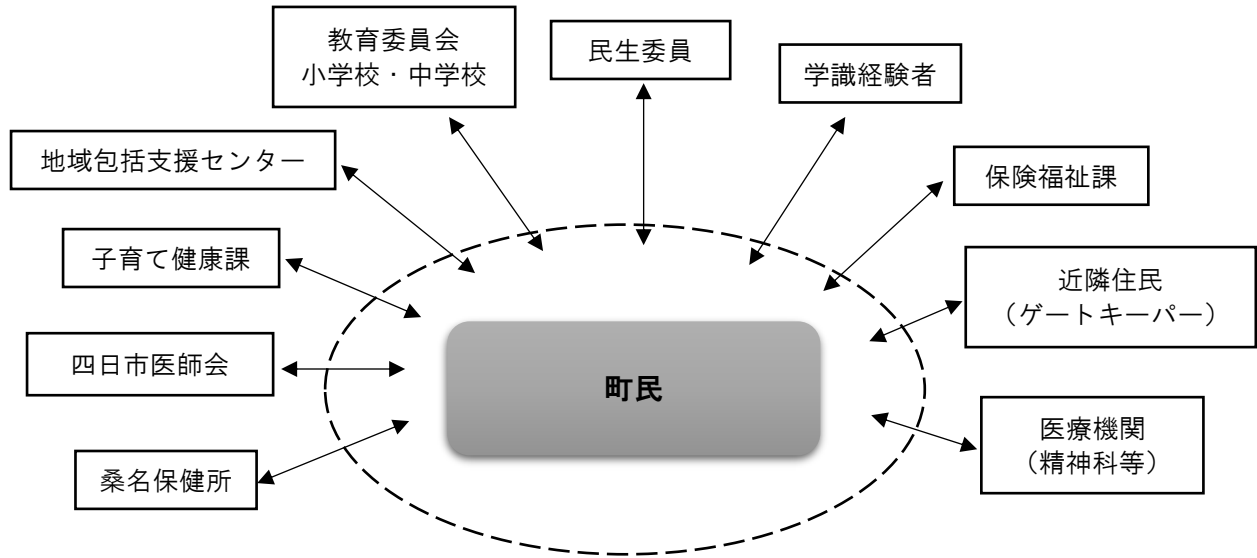 教育委員会
小学校・中学校
民生委員
学識経験者
地域包括支援センター
保険福祉課
子育て健康課
近隣住民
（ゲートキーパー）
四日市医師会
町民
医療機関
（精神科等）
桑名保健所